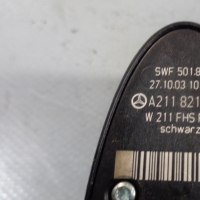 SWF 501.8
27.10.03 10
A211 821
W 211 FHS
schwarz